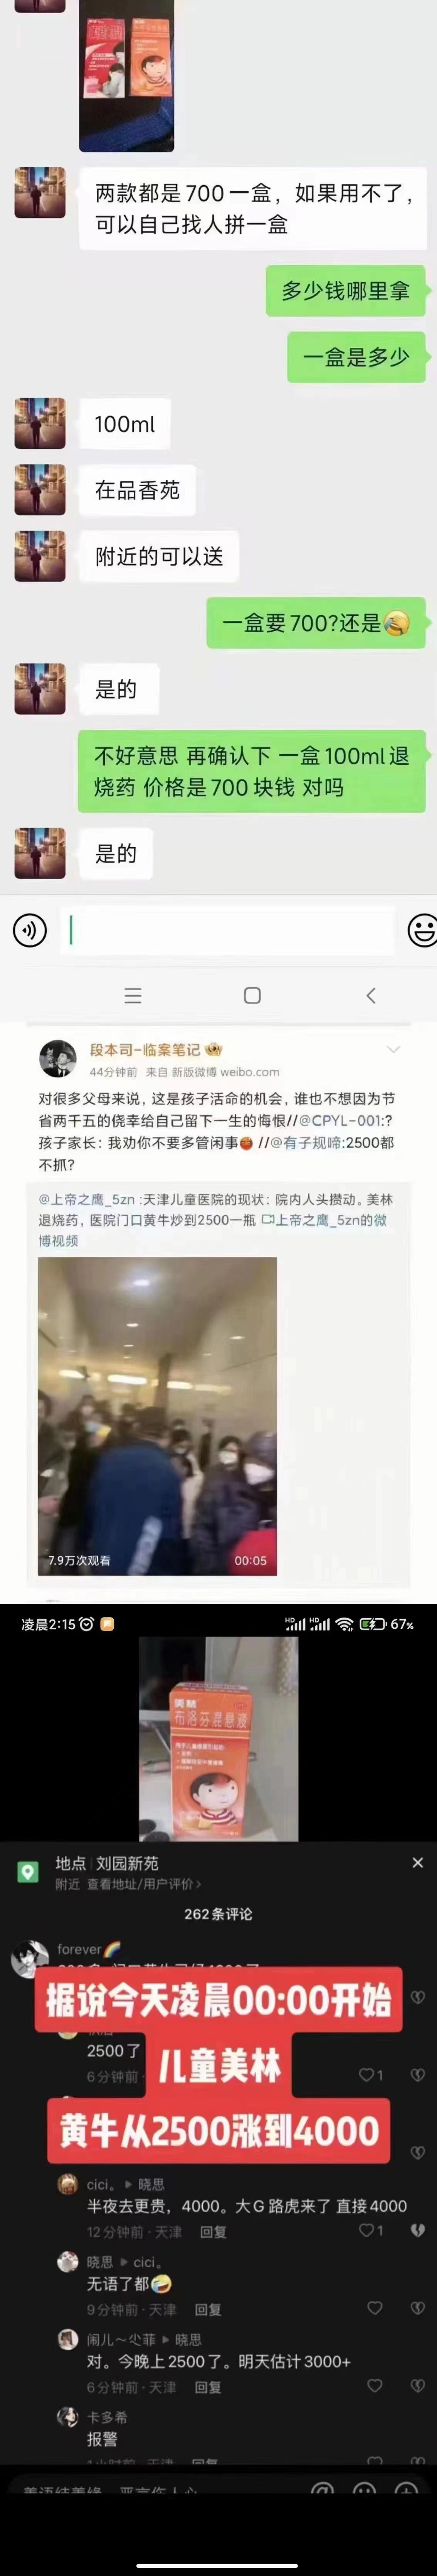 两款都是700一盒，如果用不了，
可以自己找人拼一盒
多少钱哪里拿
一盒是多少
100ml
在品香苑
附近的可以送
一盒要700?还是
是的
不好意思 再确认下 一盒100ml退
烧药 价格是700块钱 对吗
是的
段本司-临案笔记
44分钟前 来自 新版微博 weibo.com
对很多父母来说，这是孩子活命的机会，谁也不想因为节
省两千五的侥幸给自己留下一生的悔恨//@CPYL-001:?
孩子家长：我劝你不要多管闲事 //@有子规啼:2500都
不抓?
@上帝之鹰_5zn :天津儿童医院的现状：院内人头攒动。美林
退烧药，医院门口黄牛炒到2500一瓶 上帝之鹰_5zn的微
博视频
7.9万次观看
00:05
凌晨2:15
67%
美林
布洛芬混悬液
地点 | 刘园新苑
附近 查看地址/用户评价>
262条评论
forever
据说今天凌晨00:00开始
2500了
6分钟前
1
儿童美林
黄牛从2500涨到4000
cici。 晓思
半夜去更贵，4000。大G 路虎来了 直接4000
12分钟前 · 天津 回复
1
晓思 cici。
无语了都
9分钟前 · 天津 回复
闹儿～尐菲 晓思
对。今晚上2500了。明天估计3000+
6分钟前 · 天津 回复
卡多希
报警
善语结善缘，恶言伤人心